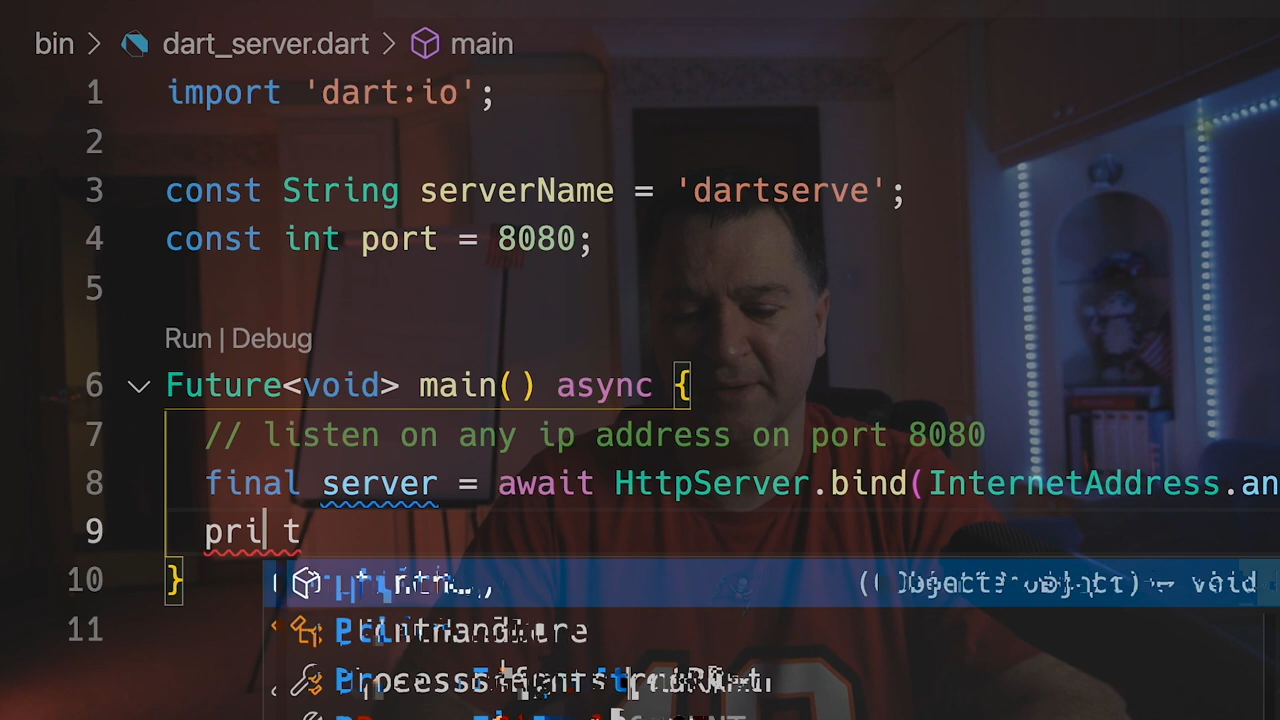 bin > dart_server.dart > main
1 import 'dart:io';
2
3 const String serverName = 'dartserve';
4 const int port = 8080;
5
Run | Debug
6 Future<void> main() async {
7 // listen on any ip address on port 8080
8 final server = await HttpServer.bind(InternetAddress.an
9 pri t
10 }
11
void